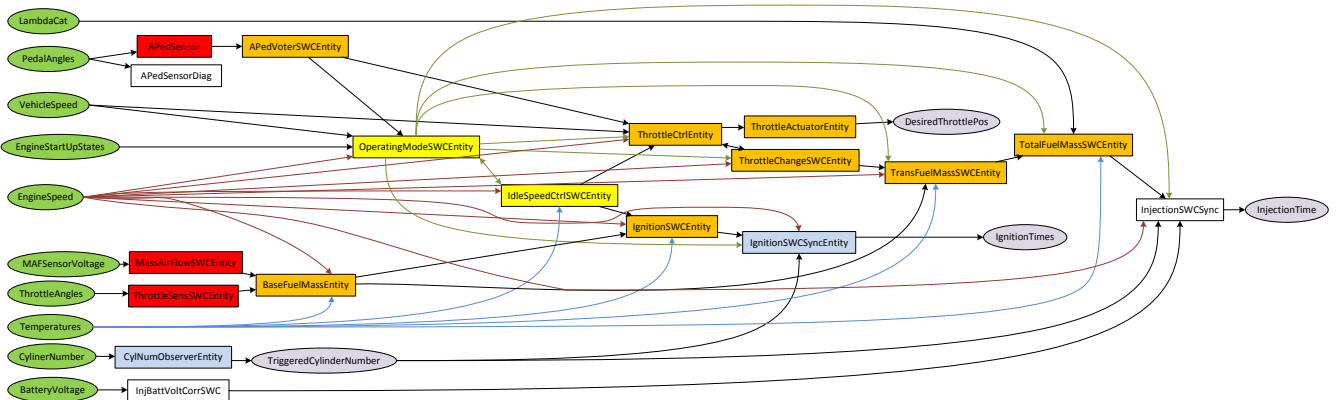 LambdaCat
PedalAngles
APedSensor
APedVoterSWCEntity
APedSensorDiag
VehicleSpeed
EngineStartUpStates
OperatingModeSWCEntity
ThrottleCtrlEntity
ThrottleActuatorEntity
DesiredThrottlePos
ThrottleChangeSWCEntity
TransFuelMassSWCEntity
TotalFuelMassSWCEntity
EngineSpeed
IdleSpeedCtrlSWCEntity
IgnitionSWCEntity
IgnitionSWCSyncEntity
IgnitionTimes
InjectionSWCSync
InjectionTime
MAFSensorVoltage
MassAirFlowSWCEntity
ThrottleAngles
ThrottleSensSWCEntity
BaseFuelMassEntity
Temperatures
CylinerNumber
CylNumObserverEntity
TriggeredCylinderNumber
BatteryVoltage
InjBattVoltCorrSWC